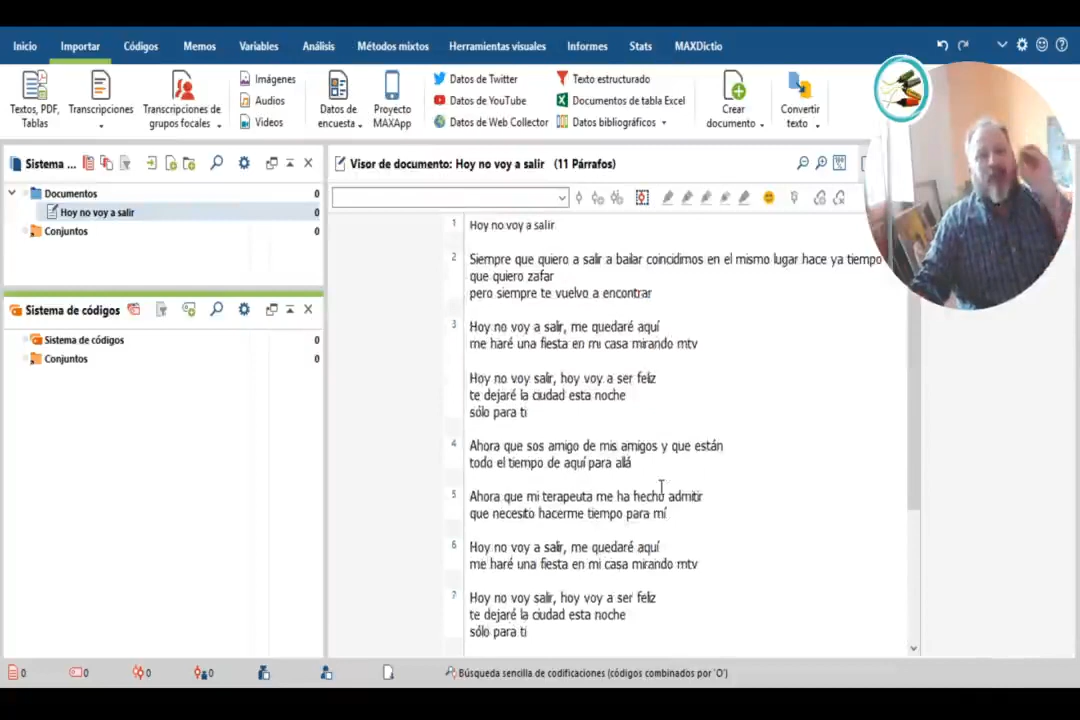 Inicio Importar Códigos Memos Variables Análisis Métodos mixtos Herramientas visuales Informes Stats MAXDictio
Textos, PDF, Tablas
Transcripciones
Transcripciones de grupos focales
Imágenes
Audios
Videos
Datos de encuesta
Proyecto MAXApp
Datos de Twitter
Datos de YouTube
Datos de Web Collector
Texto estructurado
Documentos de tabla Excel
Datos bibliográficos
Crear documento
Convertir texto
Sistema ...
Documentos 0
Hoy no voy a salir 0
Conjuntos 0
Sistema de códigos
Sistema de códigos 0
Conjuntos 0
Visor de documento: Hoy no voy a salir (11 Párrafos)
1 Hoy no voy a salir
2 Siempre que quiero a salir a bailar coincidimos en el mismo lugar hace ya tiempo
que quiero zafar
pero siempre te vuelvo a encontrar
3 Hoy no voy a salir, me quedaré aquí
me haré una fiesta en mi casa mirando mtv
Hoy no voy salir, hoy voy a ser feliz
te dejaré la ciudad esta noche
sólo para ti
4 Ahora que sos amigo de mis amigos y que están
todo el tiempo de aquí para allá
5 Ahora que mi terapeuta me ha hecho admitir
que necesito hacerme tiempo para mí
6 Hoy no voy a salir, me quedaré aquí
me haré una fiesta en mi casa mirando mtv
7 Hoy no voy salir, hoy voy a ser feliz
te dejaré la ciudad esta noche
sólo para ti
0 0 0 0 Búsqueda sencilla de codificaciones (códigos combinados por 'O')